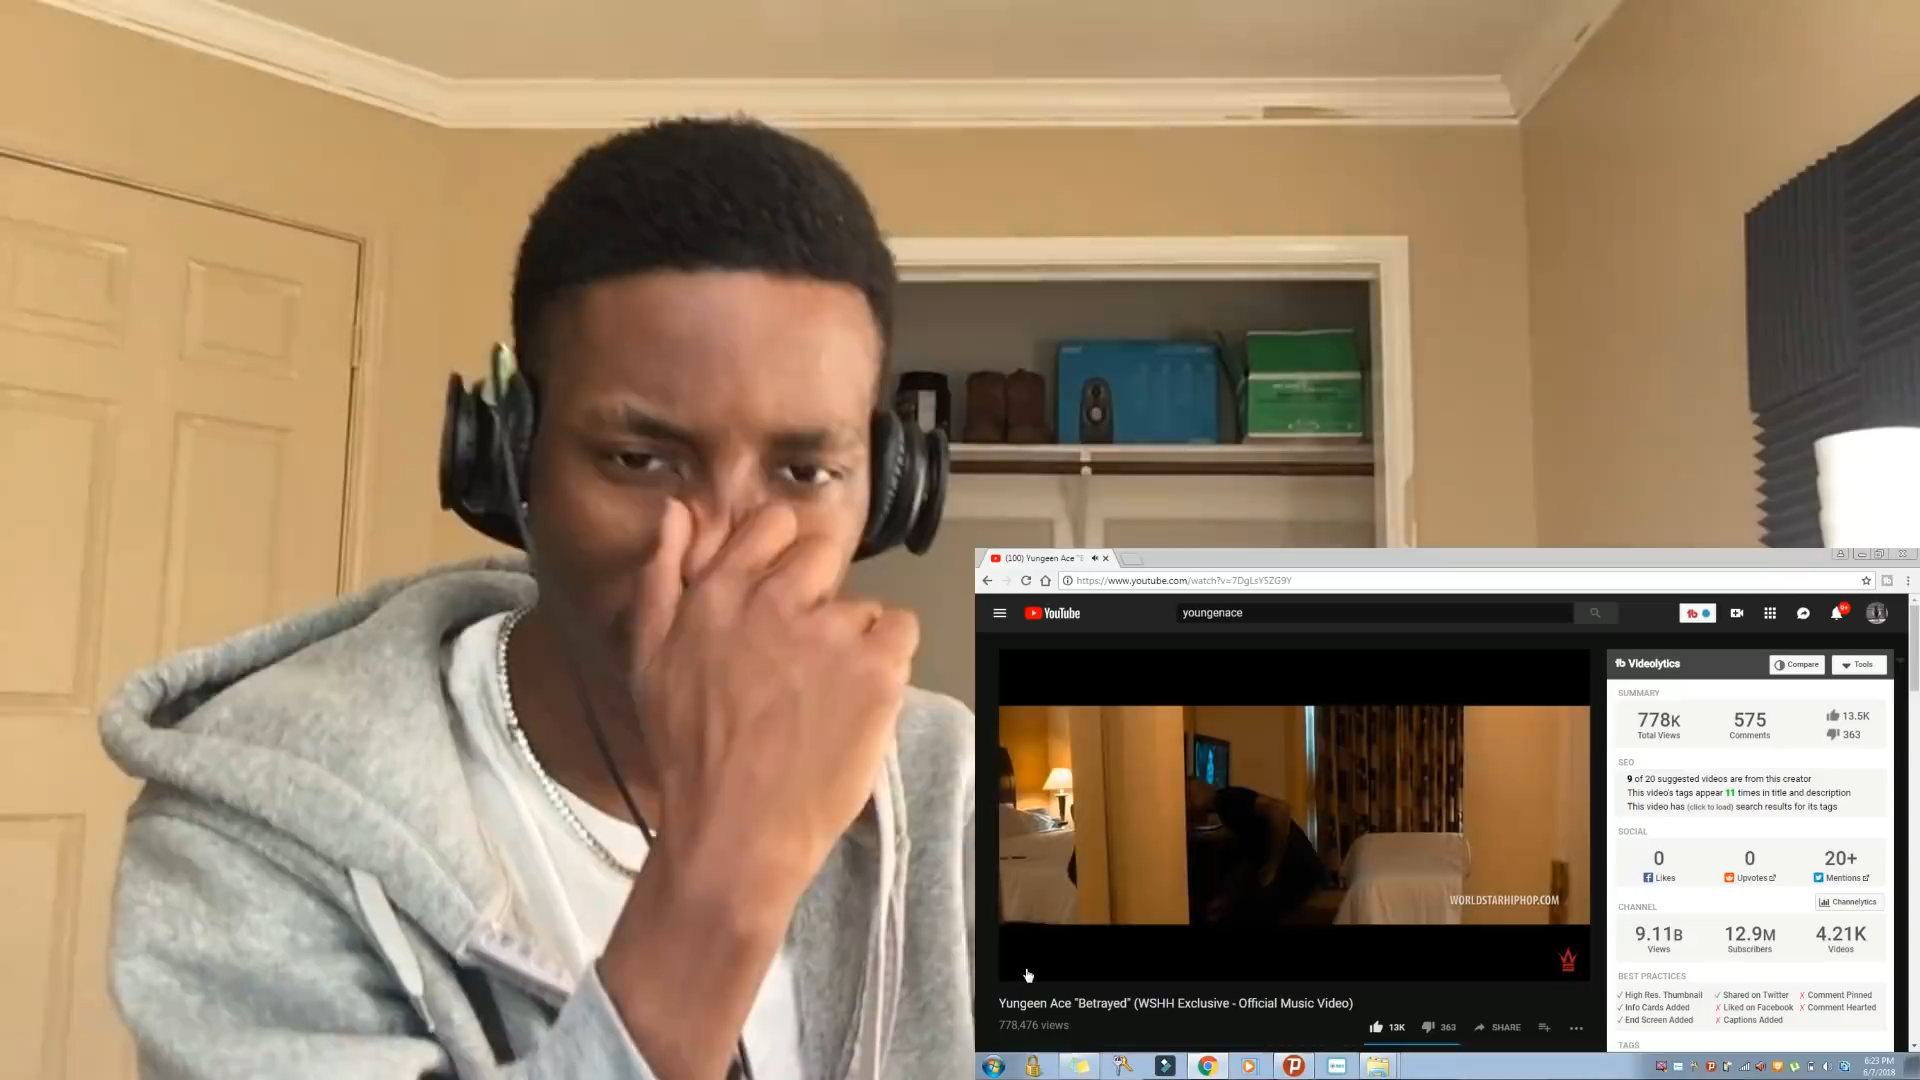 (100) Yungeen Ace "B
https://www.youtube.com/watch?v=7DgLsY5ZG9Y
YouTube
youngenace
tb
9+
tb Videolytics
Compare
Tools
SUMMARY
778K
Total Views
575
Comments
13.5K
363
SEO
9 of 20 suggested videos are from this creator
This video's tags appear 11 times in title and description
This video has (click to load) search results for its tags
SOCIAL
0
Likes
0
Upvotes
20+
Mentions
CHANNEL
Channelytics
9.11B
Views
12.9M
Subscribers
4.21K
Videos
BEST PRACTICES
High Res. Thumbnail
Shared on Twitter
Comment Pinned
Info Cards Added
Liked on Facebook
Comment Hearted
End Screen Added
Captions Added
TAGS
WORLDSTARHIPHOP.COM
Yungeen Ace "Betrayed" (WSHH Exclusive - Official Music Video)
778,476 views
13K
363
SHARE
6:23 PM
6/7/2018